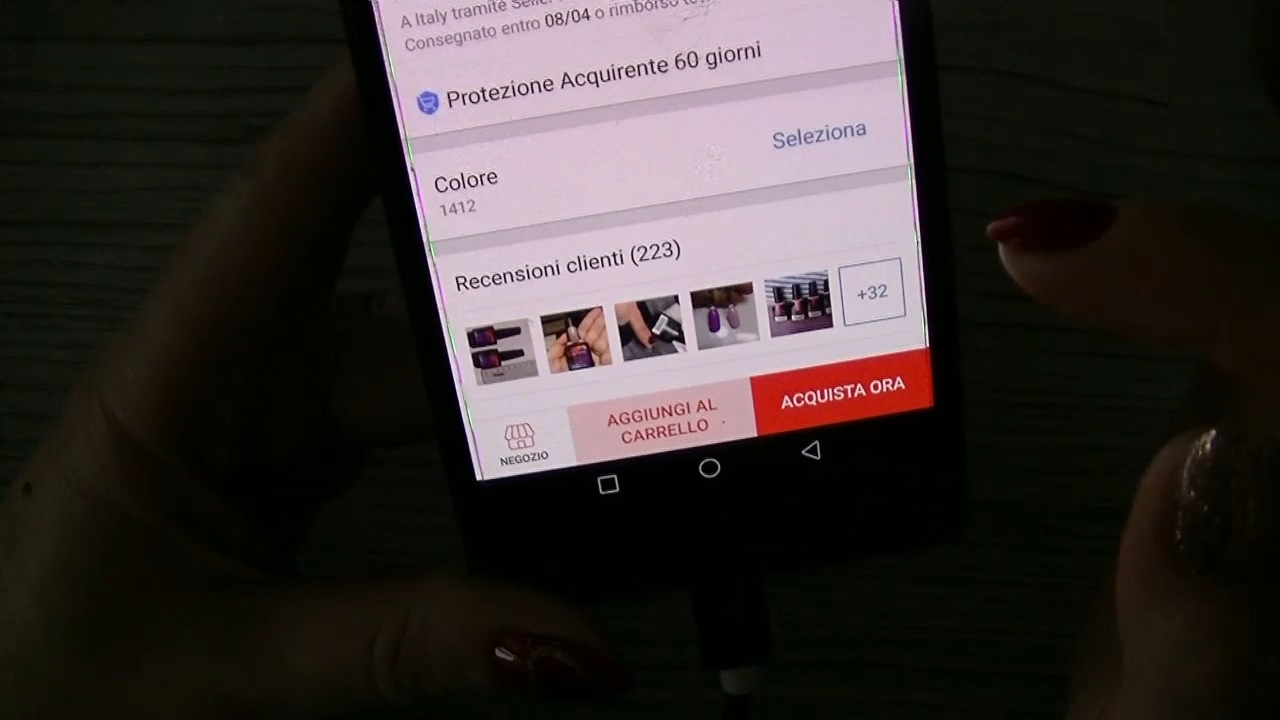 A Italy tramite Seller
Consegnato entro 08/04 o rimborso
Protezione Acquirente 60 giorni
Seleziona
Colore
1412
Recensioni clienti (223)
+32
NEGOZIO
AGGIUNGI AL
CARRELLO
ACQUISTA ORA